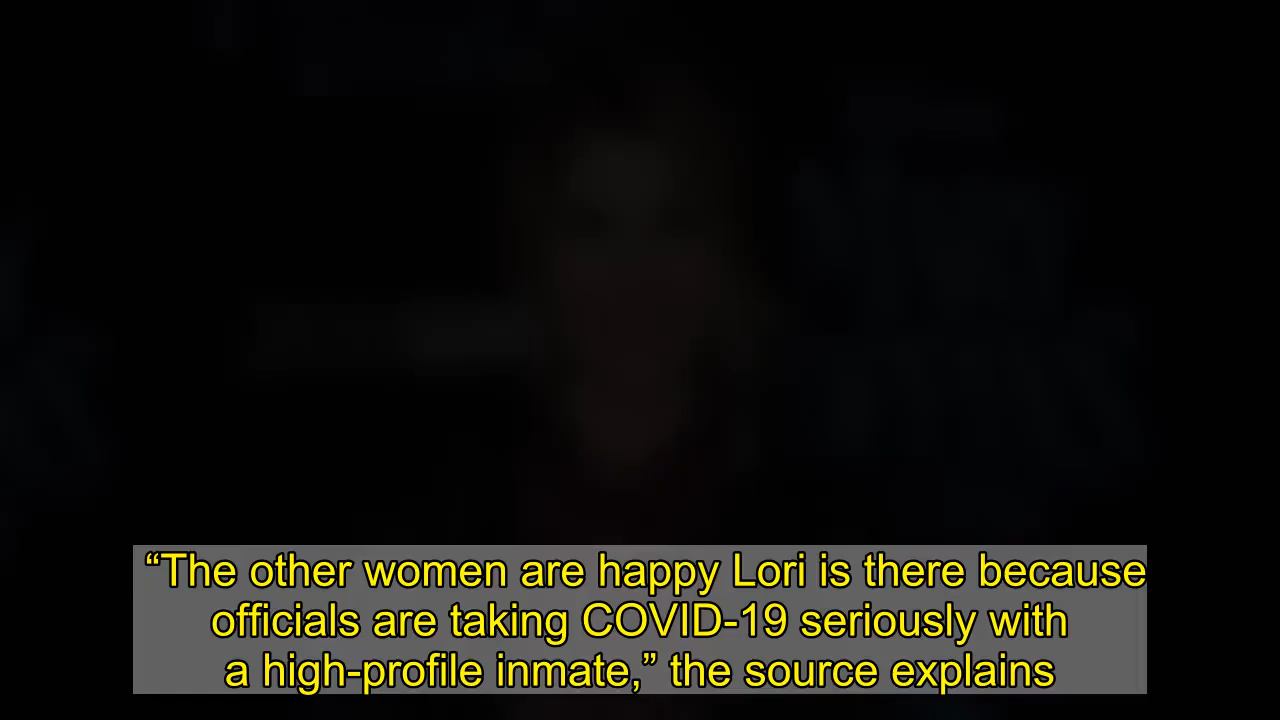 “The other women are happy Lori is there because
officials are taking COVID-19 seriously with
a high-profile inmate,” the source explains